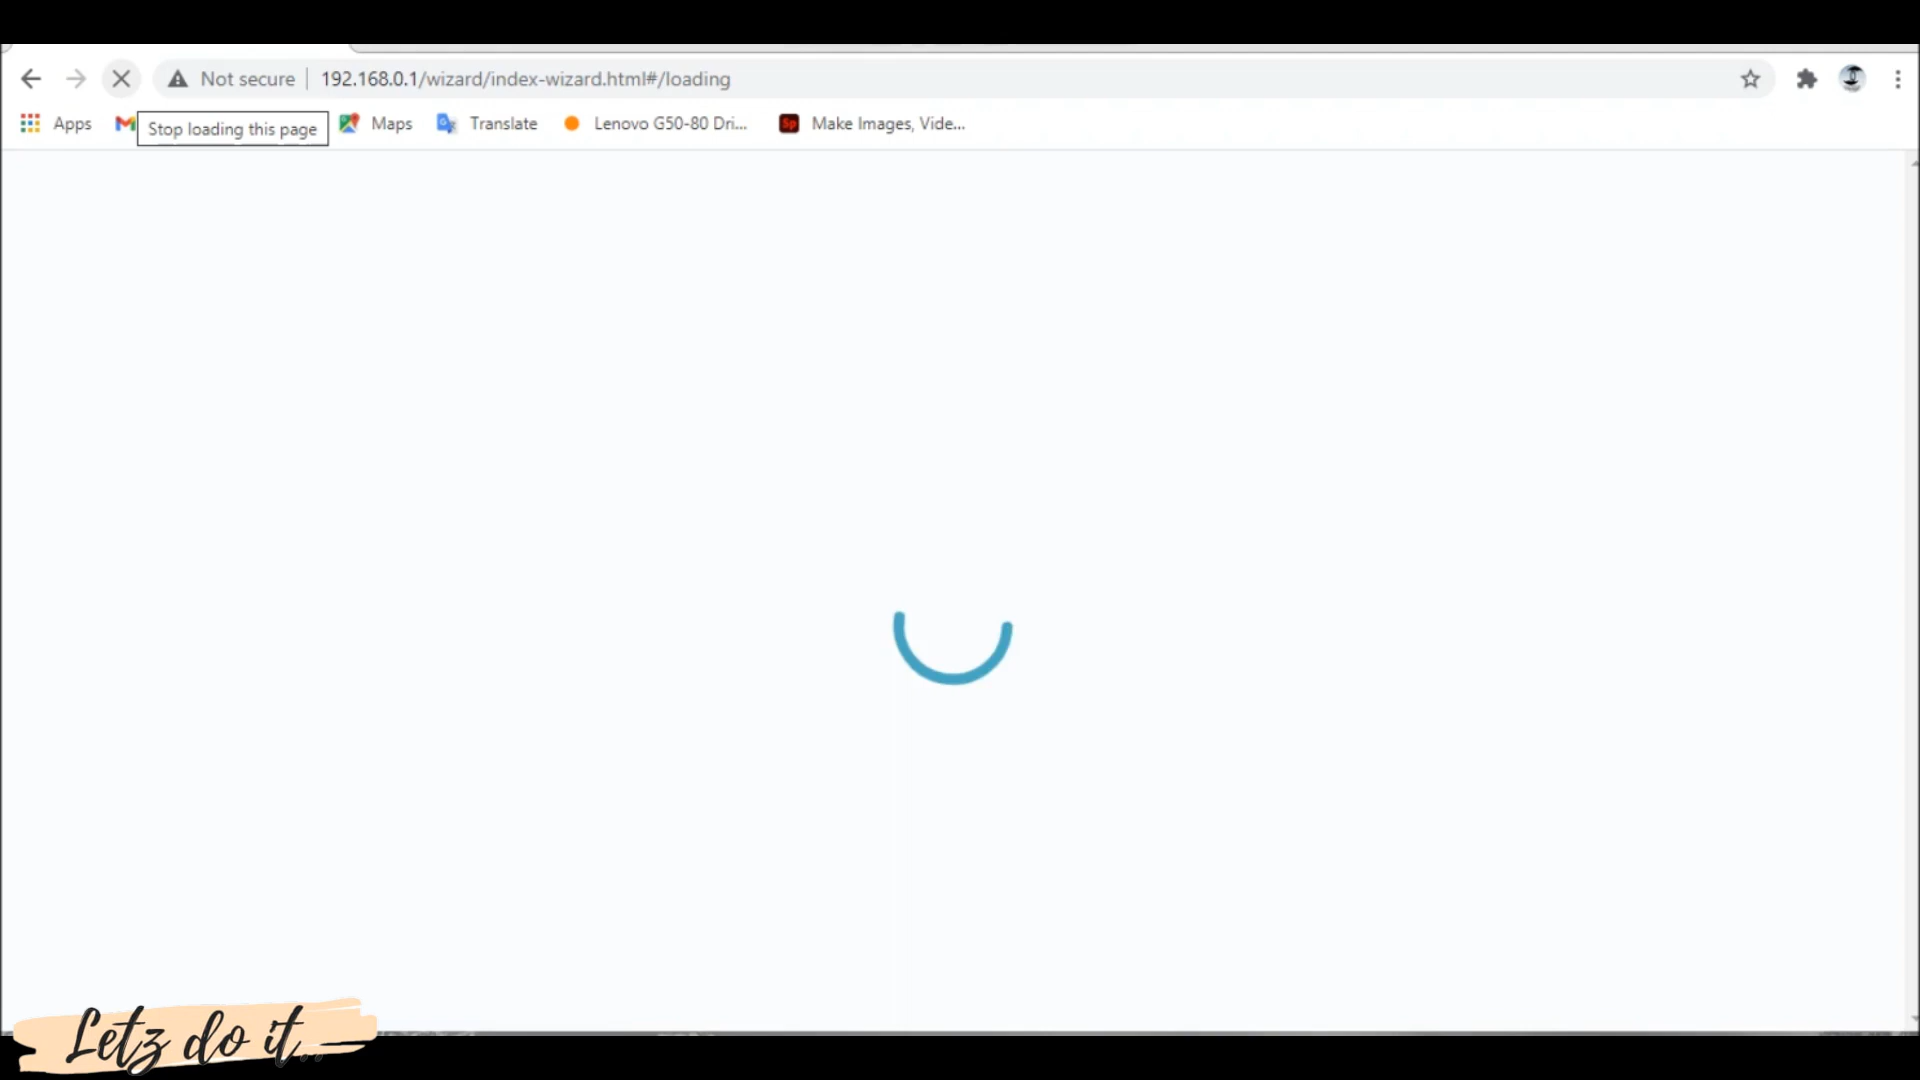 Not secure
192.168.0.1/wizard/index-wizard.html#/loading
Apps
Stop loading this page
Maps
Translate
Lenovo G50-80 Dri...
Sp
Make Images, Vide...
Letz do it...